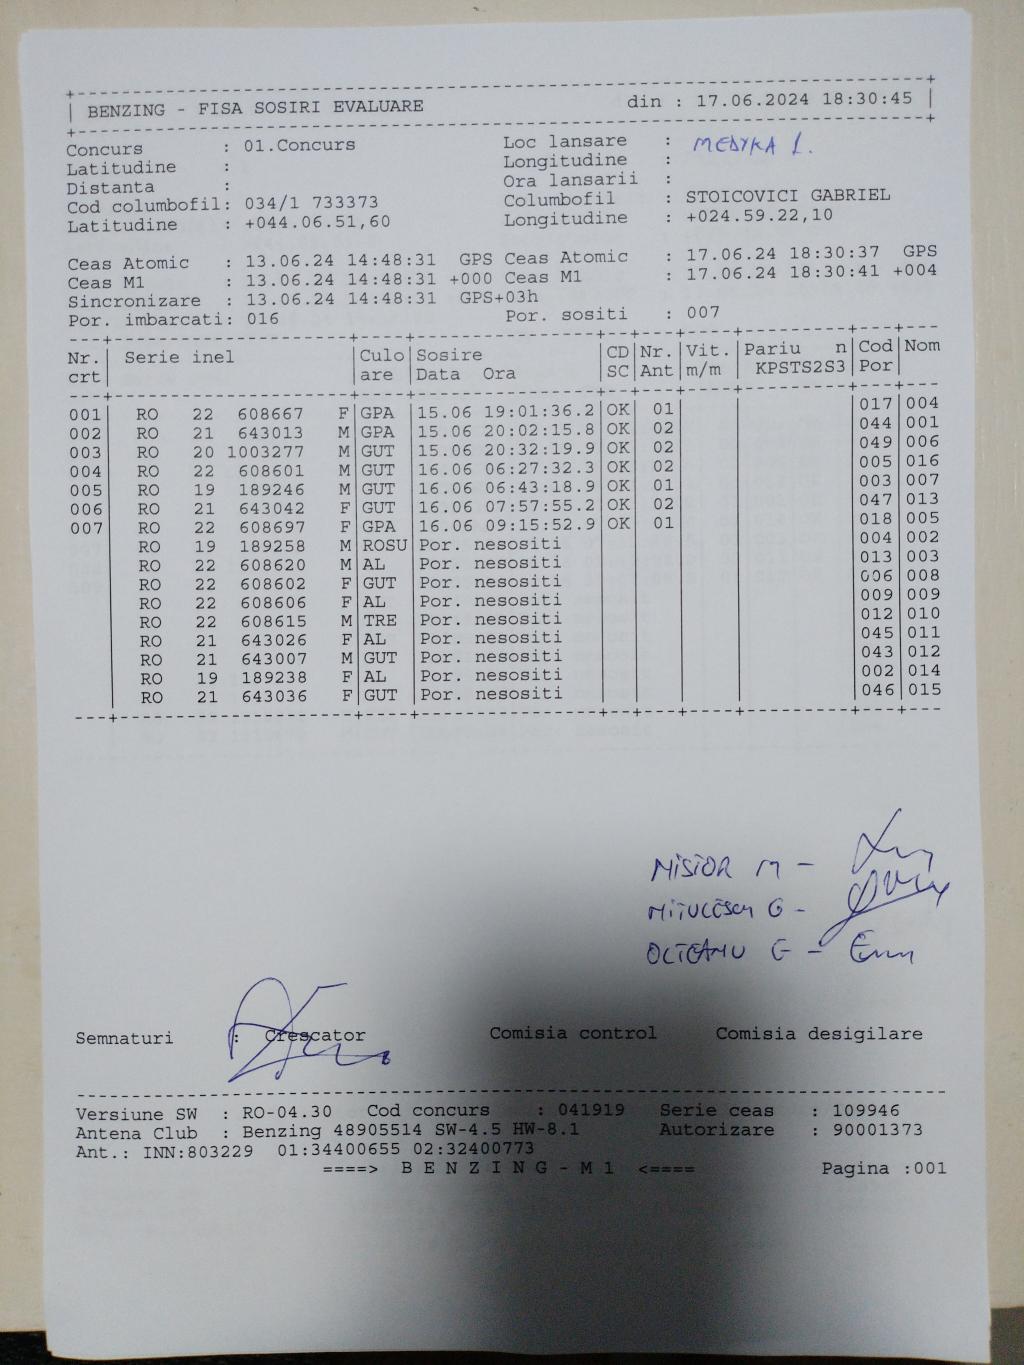 BENZING - FISA SOSIRI EVALUARE din : 17.06.2024 18:30:45
Concurs : 01.Concurs Loc lansare : MEDYKA 1.
Latitudine : Longitudine :
Distanta : Ora lansarii :
Cod columbofil: 034/1 733373 Columbofil : STOICOVICI GABRIEL
Latitudine : +044.06.51,60 Longitudine : +024.59.22,10
Ceas Atomic : 13.06.24 14:48:31 GPS Ceas Atomic : 17.06.24 18:30:37 GPS
Ceas M1 : 13.06.24 14:48:31 +000 Ceas M1 : 17.06.24 18:30:41 +004
Sincronizare : 13.06.24 14:48:31 GPS+03h
Por. imbarcati: 016 Por. sositi : 007
Nr. Serie inel Culo Sosire CD Nr. Vit. Pariu n Cod Nom
crt are Data Ora SC Ant m/m KPSTS2S3 Por
001 RO 22 608667 F GPA 15.06 19:01:36.2 OK 01 017 004
002 RO 21 643013 M GPA 15.06 20:02:15.8 OK 02 044 001
003 RO 20 1003277 M GUT 15.06 20:32:19.9 OK 02 049 006
004 RO 22 608601 M GUT 16.06 06:27:32.3 OK 02 005 016
005 RO 19 189246 M GUT 16.06 06:43:18.9 OK 01 003 007
006 RO 21 643042 F GUT 16.06 07:57:55.2 OK 02 047 013
007 RO 22 608697 F GPA 16.06 09:15:52.9 OK 01 018 005
RO 19 189258 M ROSU Por. nesositi 004 002
RO 22 608620 M AL Por. nesositi 013 003
RO 22 608602 F GUT Por. nesositi 006 008
RO 22 608606 F AL Por. nesositi 009 009
RO 22 608615 M TRE Por. nesositi 012 010
RO 21 643026 F AL Por. nesositi 045 011
RO 21 643007 M GUT Por. nesositi 043 012
RO 19 189238 F AL Por. nesositi 002 014
RO 21 643036 F GUT Por. nesositi 046 015
MISTOR M -
MITUCESCU G -
OLTEANU E -
Semnaturi : Crescator Comisia control Comisia desigilare
Versiune SW : RO-04.30 Cod concurs : 041919 Serie ceas : 109946
Antena Club : Benzing 48905514 SW-4.5 HW-8.1 Autorizare : 90001373
Ant.: INN:803229 01:34400655 02:32400773
====> B E N Z I N G - M 1 <==== Pagina :001